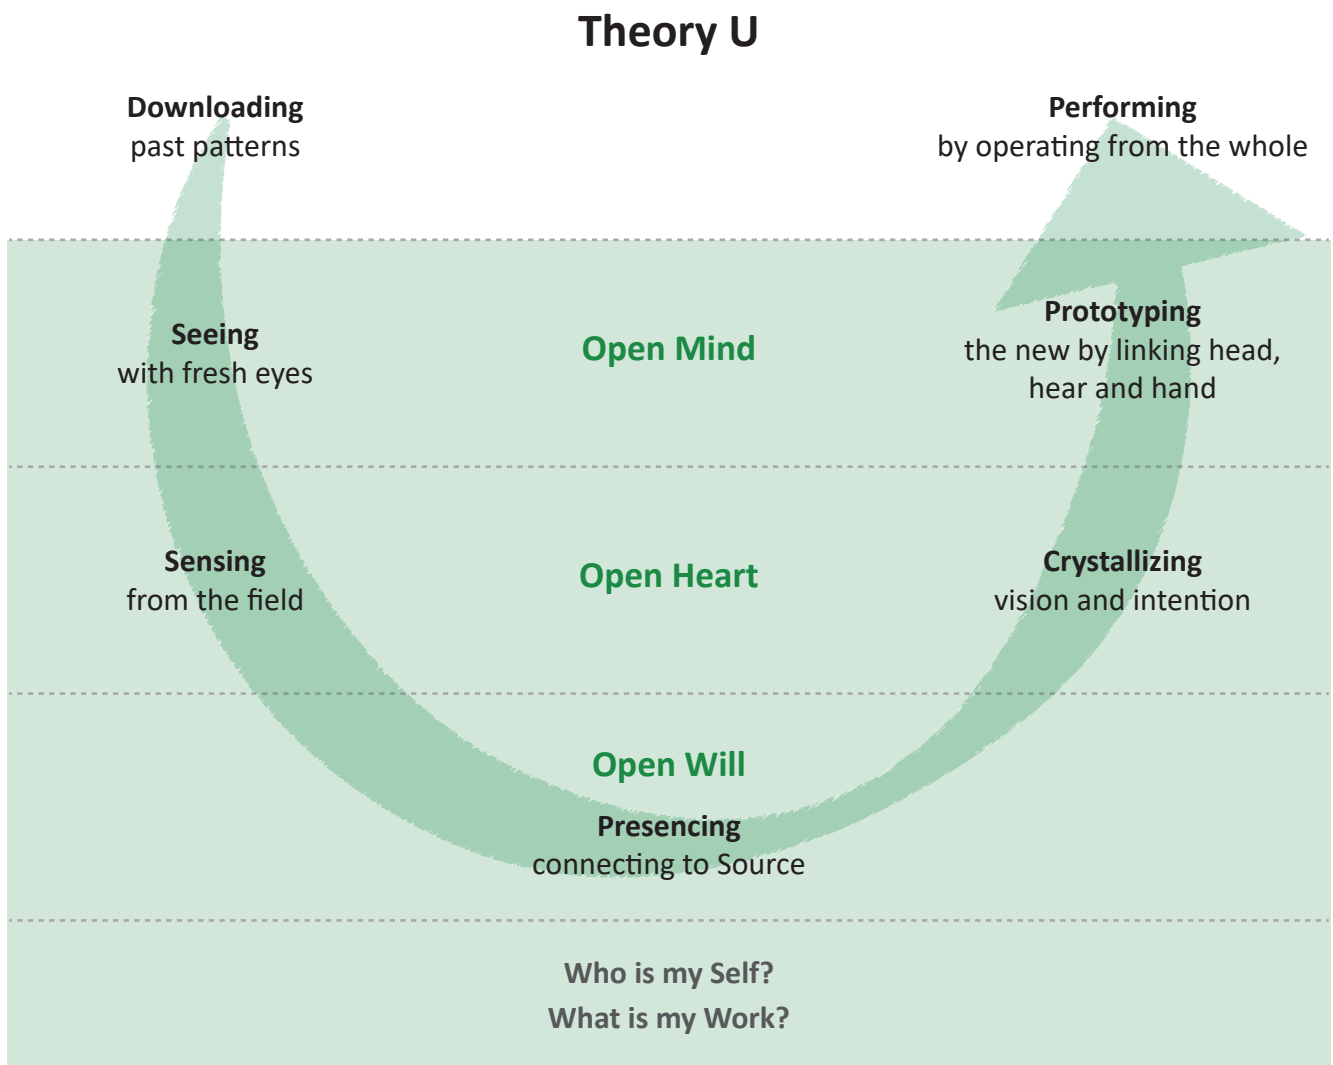 Theory U
Downloading
past patterns
Performing
by operating from the whole
Seeing
with fresh eyes
Open Mind
Prototyping
the new by linking head,
hear and hand
Sensing
from the field
Open Heart
Crystallizing
vision and intention
Open Will
Presencing
connecting to Source
Who is my Self?
What is my Work?